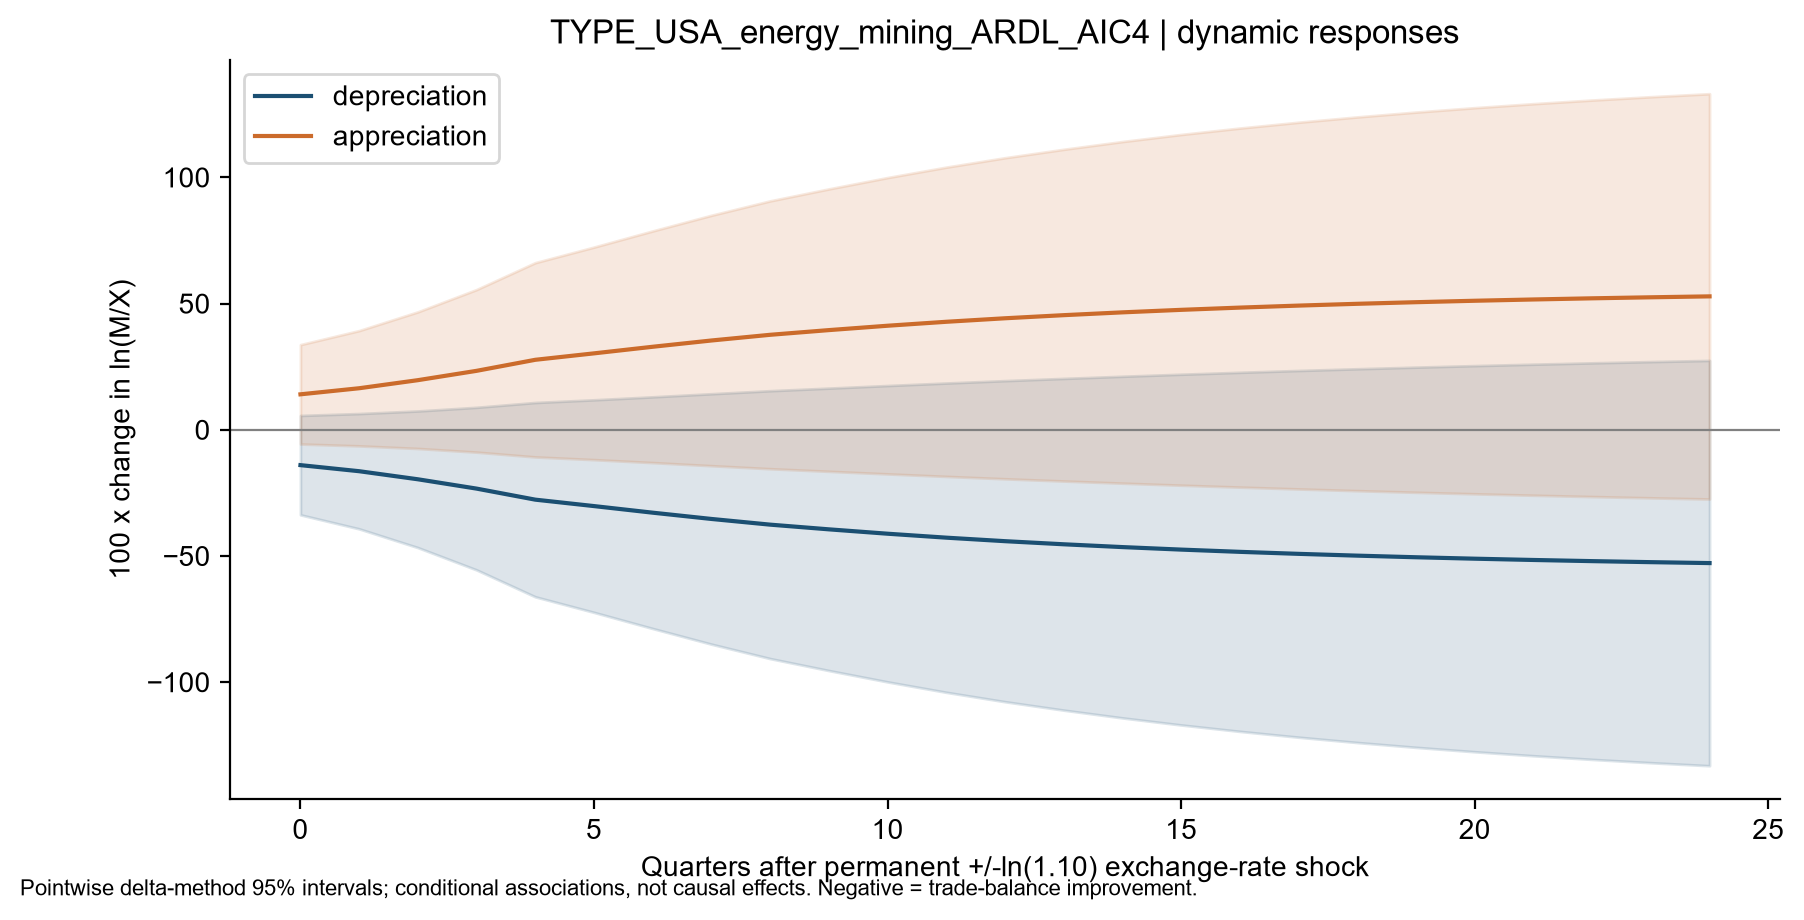 TYPE_USA_energy_mining_ARDL_AIC4 | dynamic responses
depreciation
appreciation
100 x change in ln(M/X)
100
50
0
−50
−100
0
5
10
15
20
25
Quarters after permanent +/-ln(1.10) exchange-rate shock
Pointwise delta-method 95% intervals; conditional associations, not causal effects. Negative = trade-balance improvement.